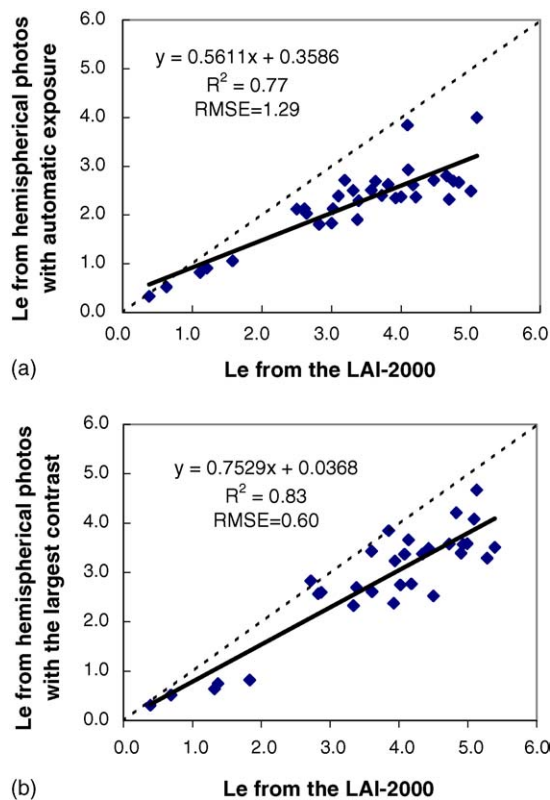 6.0
y = 0.5611x + 0.3586
R² = 0.77
RMSE=1.29
5.0
4.0
3.0
2.0
1.0
0.0
Le from hemispherical photos
with automatic exposure
0.0 1.0 2.0 3.0 4.0 5.0 6.0
(a) Le from the LAI-2000
6.0
y = 0.7529x + 0.0368
R² = 0.83
RMSE=0.60
5.0
4.0
3.0
2.0
1.0
0.0
Le from hemispherical photos
with the largest contrast
0.0 1.0 2.0 3.0 4.0 5.0 6.0
(b) Le from the LAI-2000